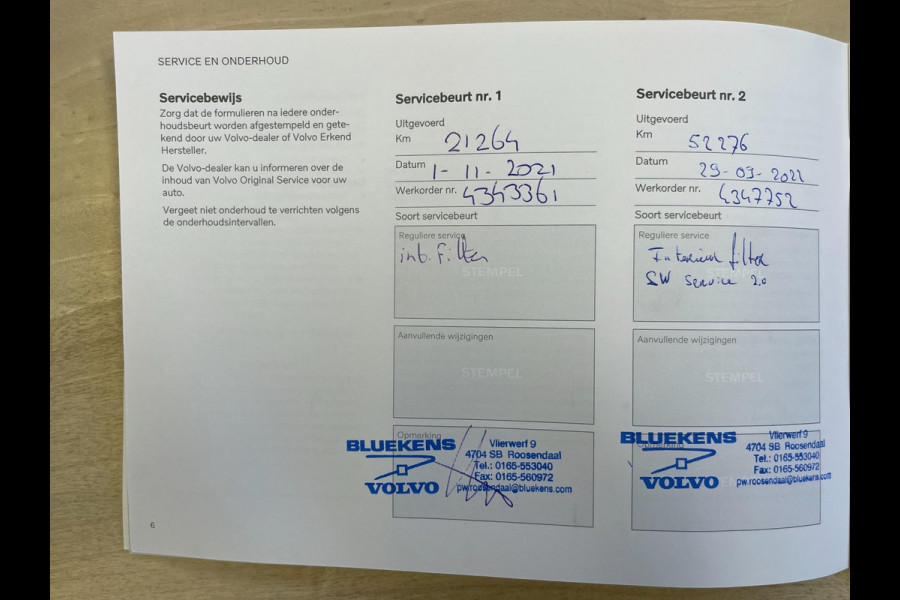 SERVICE EN ONDERHOUD
Servicebewijs
Zorg dat de formulieren na iedere onder-
houdsbeurt worden afgestempeld en gete-
kend door uw Volvo-dealer of Volvo Erkend
Hersteller.
De Volvo-dealer kan u informeren over de
inhoud van Volvo Original Service voor uw
auto.
Vergeet niet onderhoud te verrichten volgens
de onderhoudsintervallen.
6
Servicebeurt nr. 1
Uitgevoerd
Km 21264
Datum 1-11-2021
Werkorder nr. 4343361
Soort servicebeurt
Reguliere service
int. filter
STEMPEL
Aanvullende wijzigingen
STEMPEL
Opmerking
BLUEKENS
VOLVO
Vlierwerf 9
4704 SB Roosendaal
Tel.: 0165-553040
Fax: 0165-560972
pwroosendaal@bluekens.com
Servicebeurt nr. 2
Uitgevoerd
Km 52276
Datum 29-03-2022
Werkorder nr. 4347752
Soort servicebeurt
Reguliere service
Interieur filter
STEMPEL
SW Service 2.0
Aanvullende wijzigingen
STEMPEL
BLUEKENS
VOLVO
Vlierwerf 9
4704 SB Roosendaal
Tel.: 0165-553040
Fax: 0165-560972
pw.roosendaal@bluekens.com